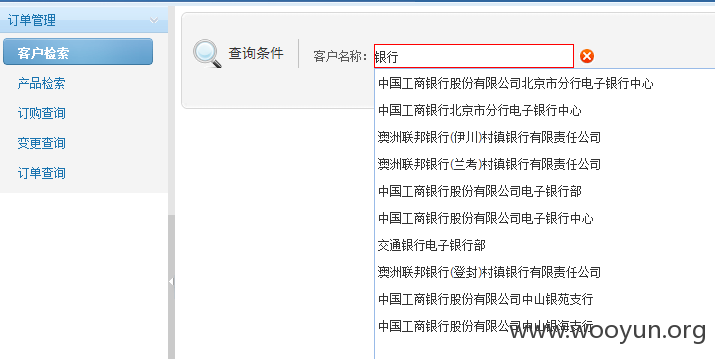 订单管理
客户检索
产品检索
订购查询
变更查询
订单查询
查询条件
客户名称:
银行
中国工商银行股份有限公司北京市分行电子银行中心
中国工商银行北京市分行电子银行中心
澳洲联邦银行(伊川)村镇银行有限责任公司
澳洲联邦银行(兰考)村镇银行有限责任公司
中国工商银行股份有限公司电子银行部
中国工商银行股份有限公司电子银行中心
交通银行电子银行部
澳洲联邦银行(登封)村镇银行有限责任公司
中国工商银行股份有限公司中山银苑支行
中国工商银行股份有限公司中山银海支行
www.wooyun.org